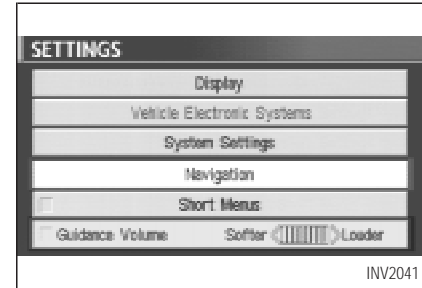 SETTINGS
Display
Vehicle Electronic Systems
System Settings
Navigation
Short Menus
Guidance Volume Softer Louder
INV2041